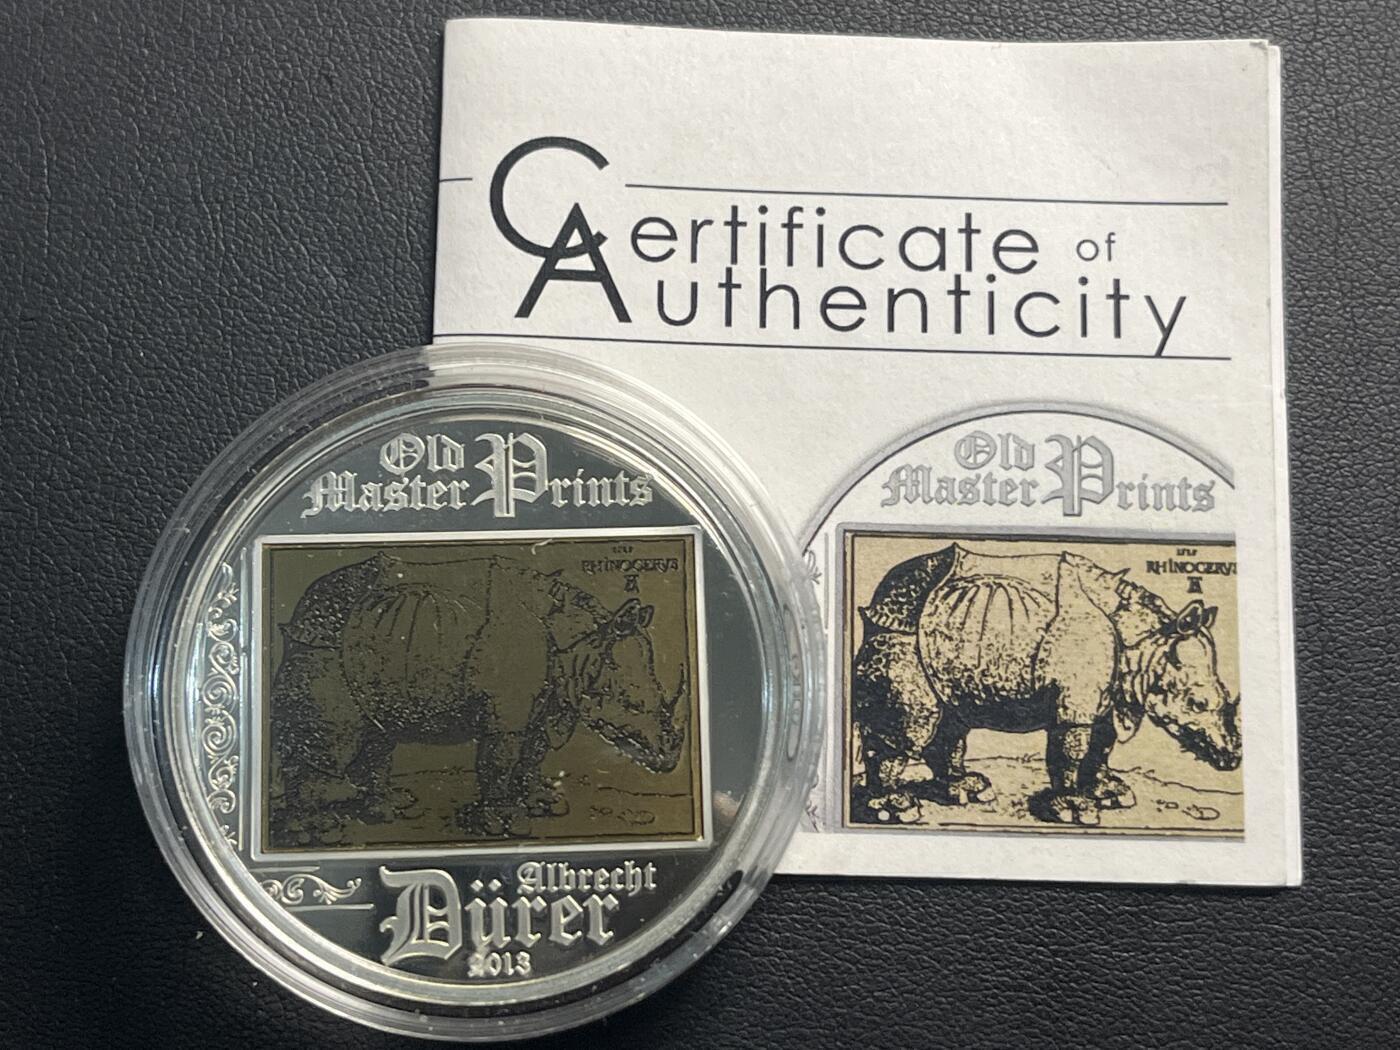 Certificate of
Authenticity
Old
Master Prints
RHINOCERVS
Albrecht
Dürer
2013
Old
Master Prints
RHINOCERVS